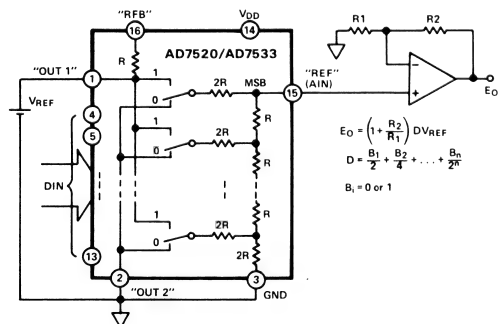 "RFB"
16
VDD
14
AD7520/AD7533
R
R1
R2
"OUT 1"
1
1
0
2R
MSB
15
"REF"
(AIN)
−
+
EO
VREF
4
5
DIN
13
R
1
0
2R
R
R
1
0
2R
2R
2
"OUT 2"
3
GND
EO = (1 + R2/R1) DVREF
D = B1/2 + B2/4 + . . . + Bn/2ⁿ
Bi = 0 or 1